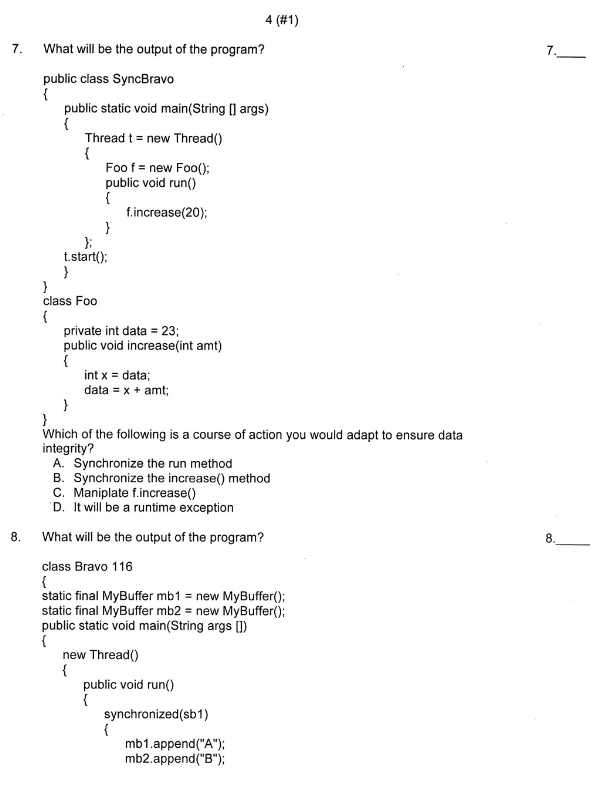 4 (#1)
7. What will be the output of the program? 7.____
public class SyncBravo
{
public static void main(String [] args)
{
Thread t = new Thread()
{
Foo f = new Foo();
public void run()
{
f.increase(20);
}
};
t.start();
}
}
class Foo
{
private int data = 23;
public void increase(int amt)
{
int x = data;
data = x + amt;
}
}
Which of the following is a course of action you would adapt to ensure data
integrity?
A. Synchronize the run method
B. Synchronize the increase() method
C. Maniplate f.increase()
D. It will be a runtime exception
8. What will be the output of the program? 8.____
class Bravo 116
{
static final MyBuffer mb1 = new MyBuffer();
static final MyBuffer mb2 = new MyBuffer();
public static void main(String args [])
{
new Thread()
{
public void run()
{
synchronized(sb1)
{
mb1.append("A");
mb2.append("B");